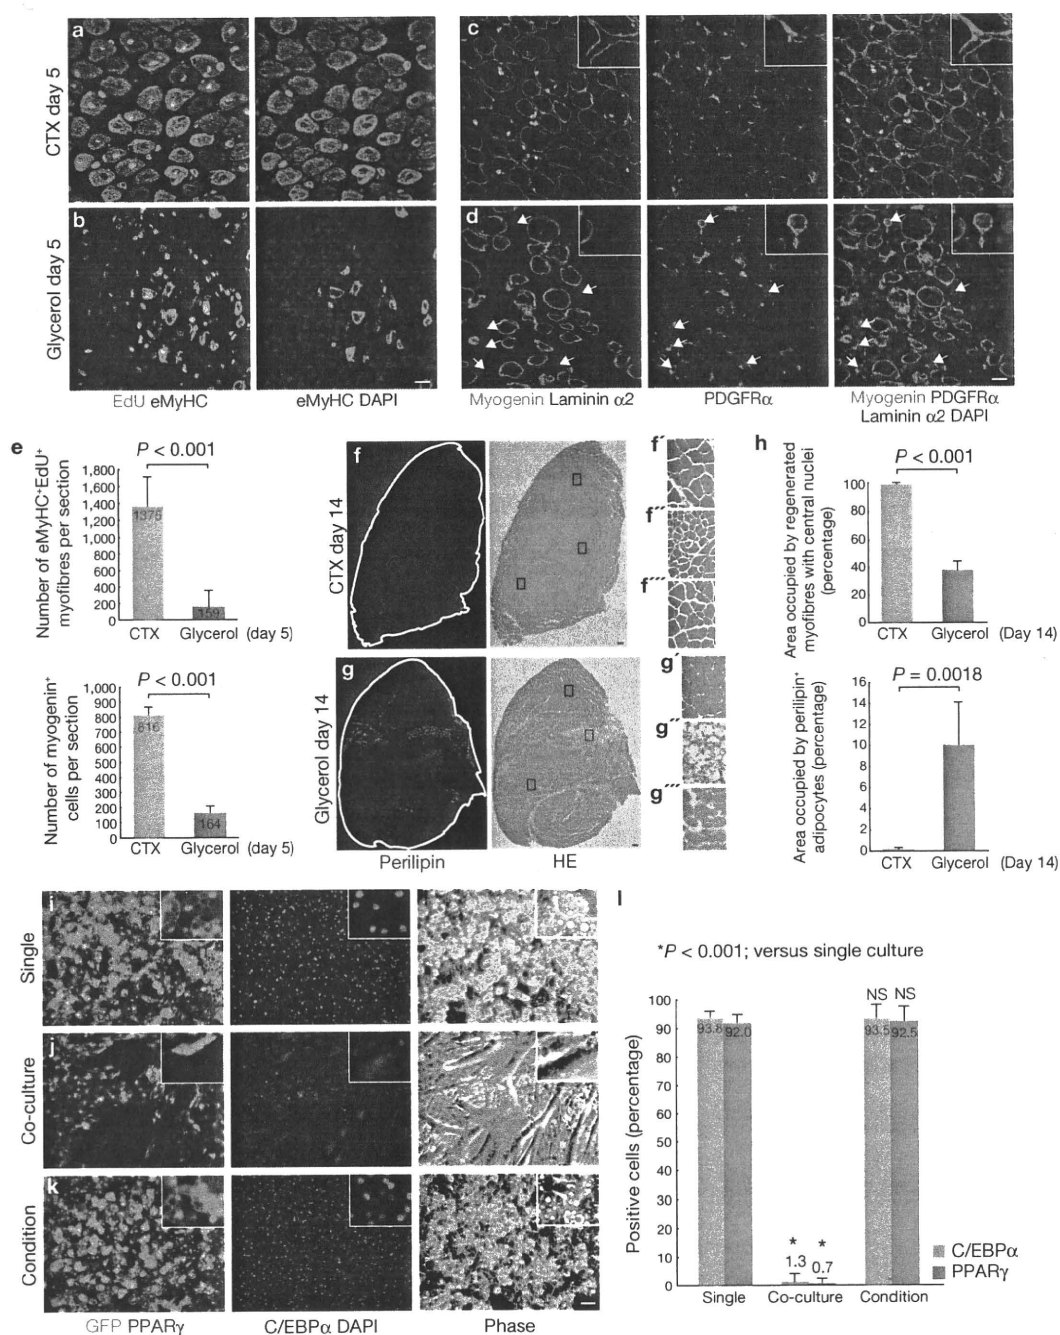 a
c
CTX day 5
b
d
Glycerol day 5
EdU eMyHC
eMyHC DAPI
Myogenin Laminin α2
PDGFRα
Myogenin PDGFRα
Laminin α2 DAPI
e
P < 0.001
Number of eMyHC⁺EdU⁺
myofibres per section
1,800
1,600
1,400
1,200
1,000
800
600
400
200
0
1375
159
CTX
Glycerol
(day 5)
P < 0.001
Number of myogenin⁺
cells per section
1,000
900
800
700
600
500
400
300
200
100
0
816
164
CTX
Glycerol
(day 5)
f
CTX day 14
f´
f´´
f´´´
g
Glycerol day 14
g´
g´´
g´´´
Perilipin
HE
h
P < 0.001
Area occupied by regenerated
myofibres with central nuclei
(percentage)
100
80
60
40
20
0
CTX
Glycerol
(Day 14)
P = 0.0018
Area occupied by perilipin⁺
adipocytes (percentage)
16
14
12
10
8
6
4
2
0
CTX
Glycerol
(Day 14)
i
Single
j
Co-culture
k
Condition
GFP PPARγ
C/EBPα DAPI
Phase
l
*P < 0.001; versus single culture
Positive cells (percentage)
100
90
80
70
60
50
40
30
20
10
0
93.8
92.0
*
*
1.3
0.7
NS
NS
93.5
92.5
Single
Co-culture
Condition
C/EBPα
PPARγ